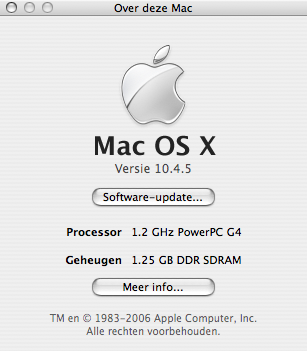 Over deze Mac
Mac OS X
Versie 10.4.5
Software-update...
Processor 1.2 GHz PowerPC G4
Geheugen 1.25 GB DDR SDRAM
Meer info...
TM en © 1983-2006 Apple Computer, Inc.
Alle rechten voorbehouden.